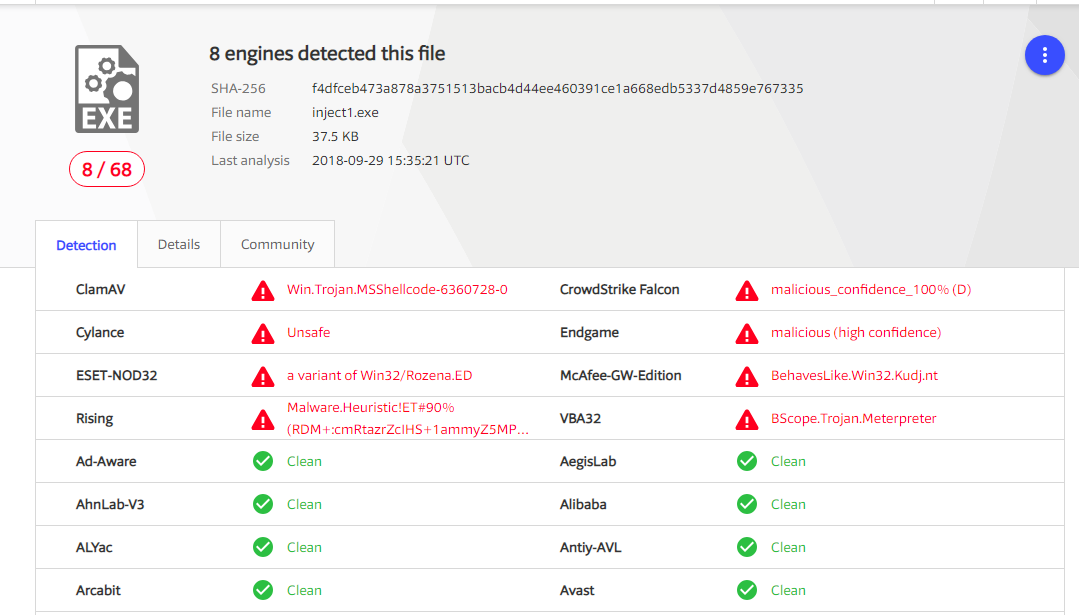 8 engines detected this file
SHA-256 f4dfceb473a878a3751513bacb4d44ee460391ce1a668edb5337d4859e767335
File name inject1.exe
File size 37.5 KB
Last analysis 2018-09-29 15:35:21 UTC
EXE
8 / 68
Detection Details Community
ClamAV Win.Trojan.MSShellcode-6360728-0 CrowdStrike Falcon malicious_confidence_100% (D)
Cylance Unsafe Endgame malicious (high confidence)
ESET-NOD32 a variant of Win32/Rozena.ED McAfee-GW-Edition BehavesLike.Win32.Kudj.nt
Rising Malware.Heuristic!ET#90%
(RDM+:cmRtazrZcIHS+1ammyZ5MP... VBA32 BScope.Trojan.Meterpreter
Ad-Aware Clean AegisLab Clean
AhnLab-V3 Clean Alibaba Clean
ALYac Clean Antiy-AVL Clean
Arcabit Clean Avast Clean